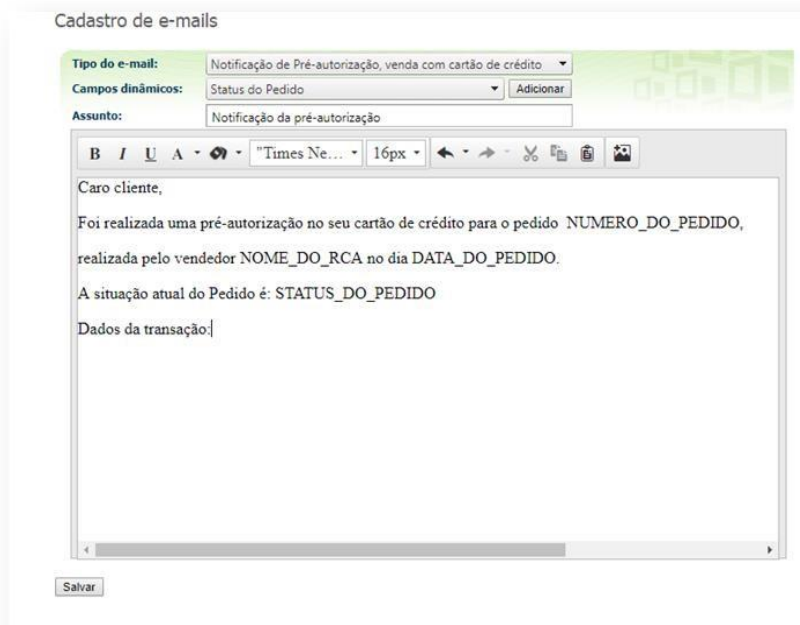 Cadastro de e-mails
Tipo do e-mail: Notificação de Pré-autorização, venda com cartão de crédito
Campos dinâmicos: Status do Pedido Adicionar
Assunto: Notificação da pré-autorização
B I U A "Times Ne... 16px
Caro cliente,
Foi realizada uma pré-autorização no seu cartão de crédito para o pedido NUMERO_DO_PEDIDO,
realizada pelo vendedor NOME_DO_RCA no dia DATA_DO_PEDIDO.
A situação atual do Pedido é: STATUS_DO_PEDIDO
Dados da transação:
Salvar